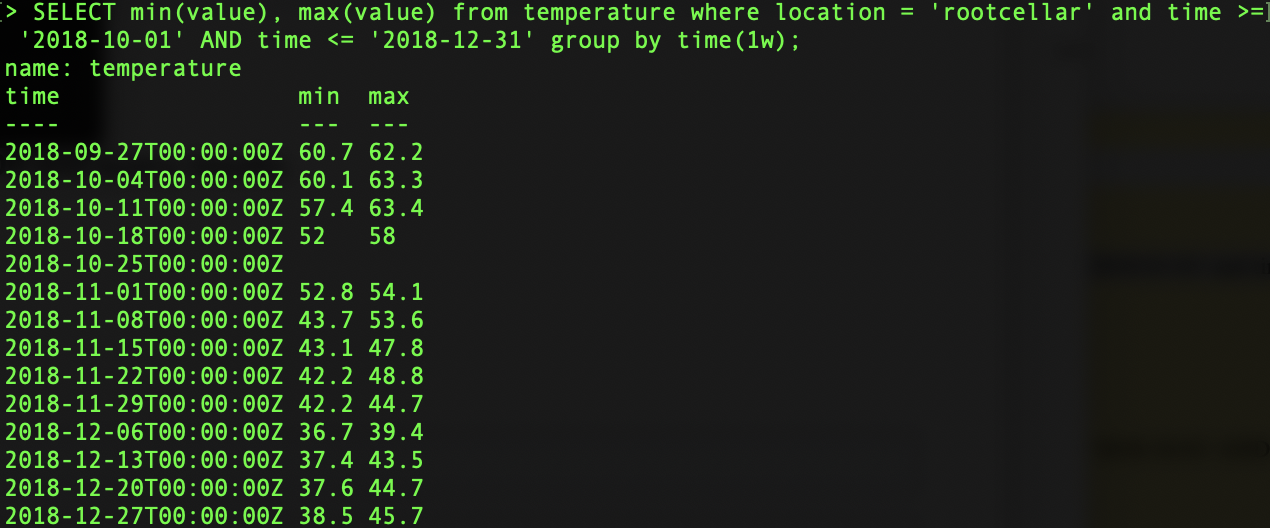 > SELECT min(value), max(value) from temperature where location = 'rootcellar' and time >=
'2018-10-01' AND time <= '2018-12-31' group by time(1w);
name: temperature
time                 min  max
----                 ---  ---
2018-09-27T00:00:00Z 60.7 62.2
2018-10-04T00:00:00Z 60.1 63.3
2018-10-11T00:00:00Z 57.4 63.4
2018-10-18T00:00:00Z 52   58
2018-10-25T00:00:00Z
2018-11-01T00:00:00Z 52.8 54.1
2018-11-08T00:00:00Z 43.7 53.6
2018-11-15T00:00:00Z 43.1 47.8
2018-11-22T00:00:00Z 42.2 48.8
2018-11-29T00:00:00Z 42.2 44.7
2018-12-06T00:00:00Z 36.7 39.4
2018-12-13T00:00:00Z 37.4 43.5
2018-12-20T00:00:00Z 37.6 44.7
2018-12-27T00:00:00Z 38.5 45.7